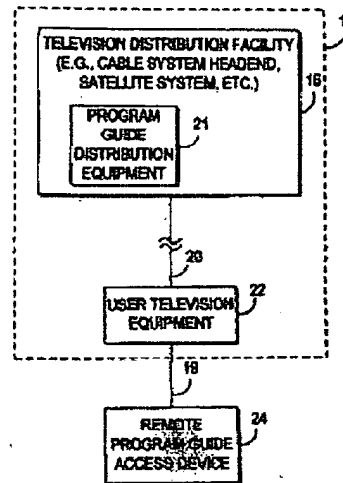 TELEVISION DISTRIBUTION FACILITY
(E.G., CABLE SYSTEM HEADEND,
SATELLITE SYSTEM, ETC.)
16
PROGRAM
GUIDE
DISTRIBUTION
EQUIPMENT
21
20
USER TELEVISION
EQUIPMENT
22
19
REMOTE
PROGRAM GUIDE
ACCESS DEVICE
24